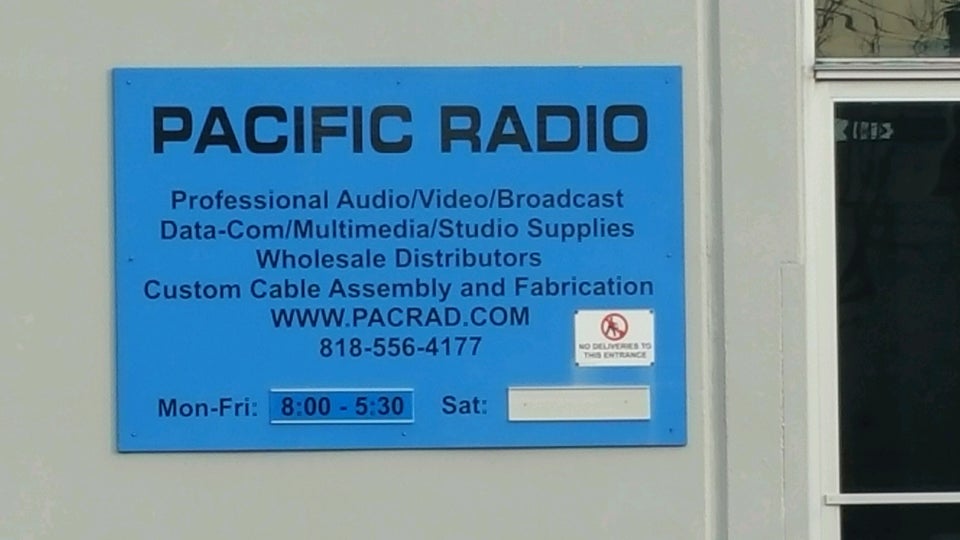 PACIFIC RADIO
Professional Audio/Video/Broadcast
Data-Com/Multimedia/Studio Supplies
Wholesale Distributors
Custom Cable Assembly and Fabrication
WWW.PACRAD.COM
818-556-4177
NO DELIVERIES TO
THIS ENTRANCE
Mon-Fri: 8:00 - 5:30 Sat: